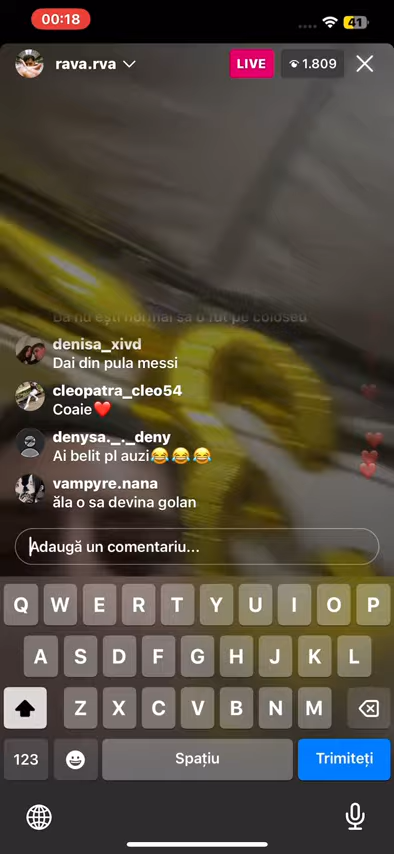 00:18
41
rava.rva
LIVE
1.809
Ba nu ești normal sa o fut pe coloseu
denisa_xivd
Dai din pula messi
cleopatra_cleo54
Coaie❤️
denysa._._deny
Ai belit pl auzi😂😂😂
vampyre.nana
ăla o sa devina golan
Adaugă un comentariu...
Q W E R T Y U I O P
A S D F G H J K L
Z X C V B N M
123
Spațiu
Trimiteți